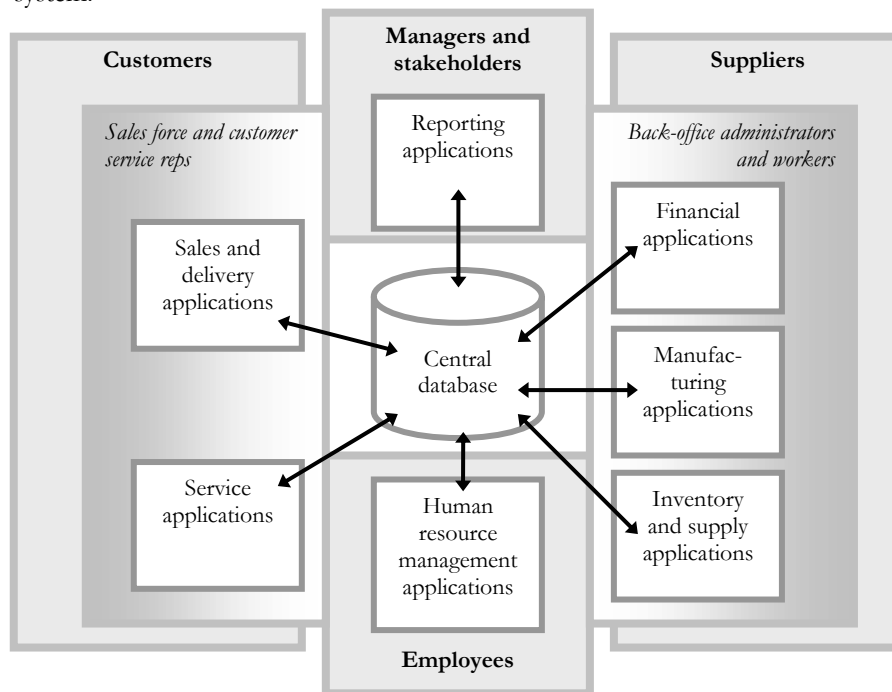 System.
Managers and
stakeholders
Customers
Suppliers
Sales force and customer
service reps
Reporting
applications
Back-office administrators
and workers
Sales and
delivery
applications
Financial
applications
Central
database
Manufac-
turing
applications
Service
applications
Human
resource
management
applications
Inventory
and supply
applications
Employees